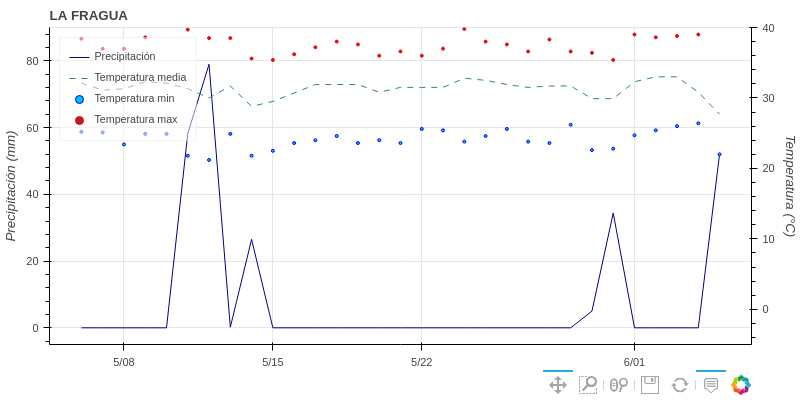 LA FRAGUA
Precipitación
Temperatura media
Temperatura min
Temperatura max
Precipitación (mm)
80
60
40
20
0
Temperatura (°C)
40
30
20
10
0
5/08
5/15
5/22
6/01